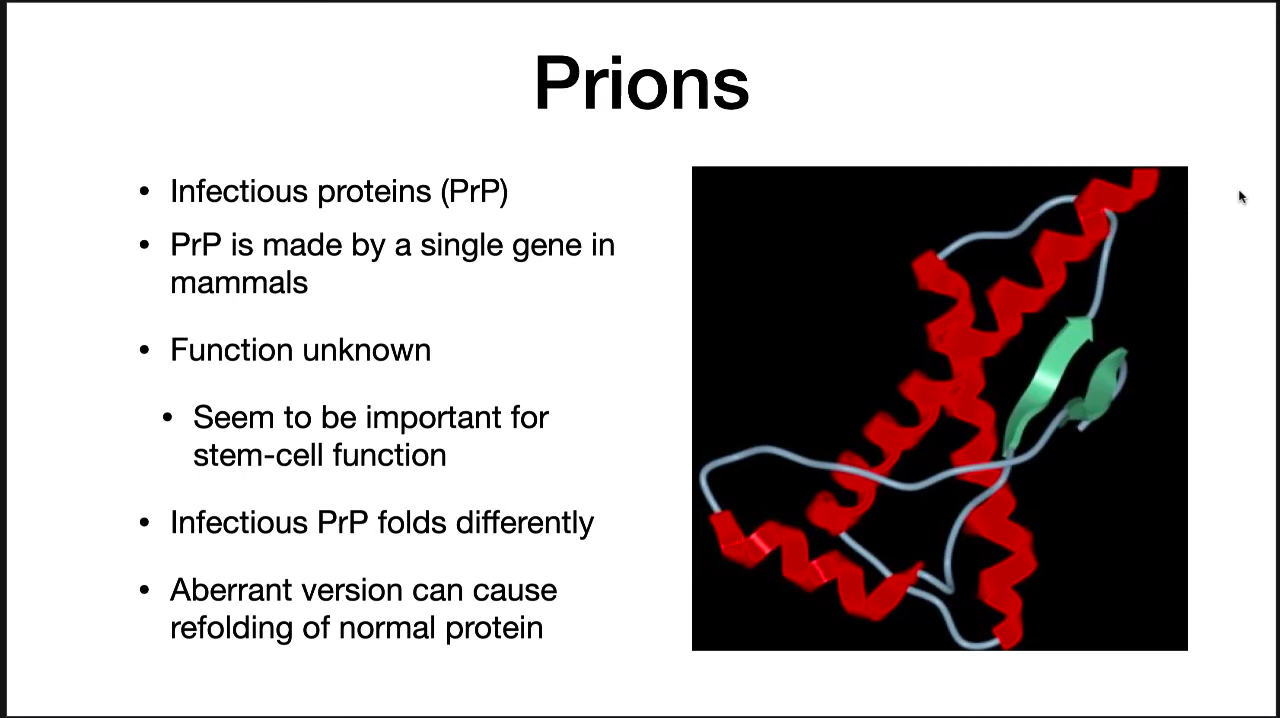 Prions
• Infectious proteins (PrP)
• PrP is made by a single gene in
mammals
• Function unknown
• Seem to be important for
stem-cell function
• Infectious PrP folds differently
• Aberrant version can cause
refolding of normal protein